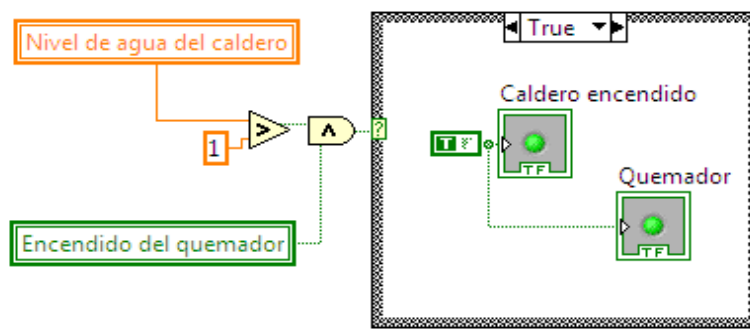 True
Nivel de agua del caldero
Caldero encendido
>
∧
?
1
T
TF
Quemador
Encendido del quemador
TF